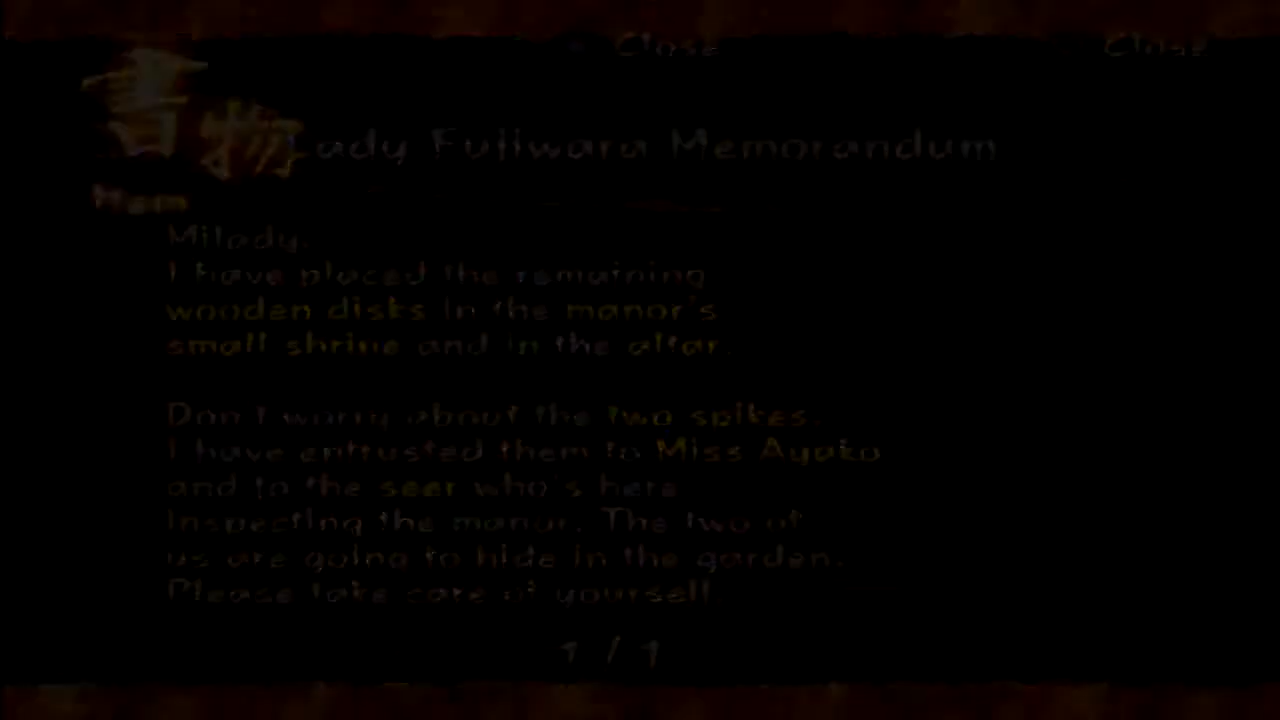 Close Close
書物
Lady Fujiwara Memorandum
Item
Milady,
I have placed the remaining
wooden disks in the manor's
small shrine and in the altar.
Don't worry about the two spikes.
I have entrusted them to Miss Ayako
and to the seer who's here
inspecting the manor. The two of
us are going to hide in the garden.
Please take care of yourself
1 / 1